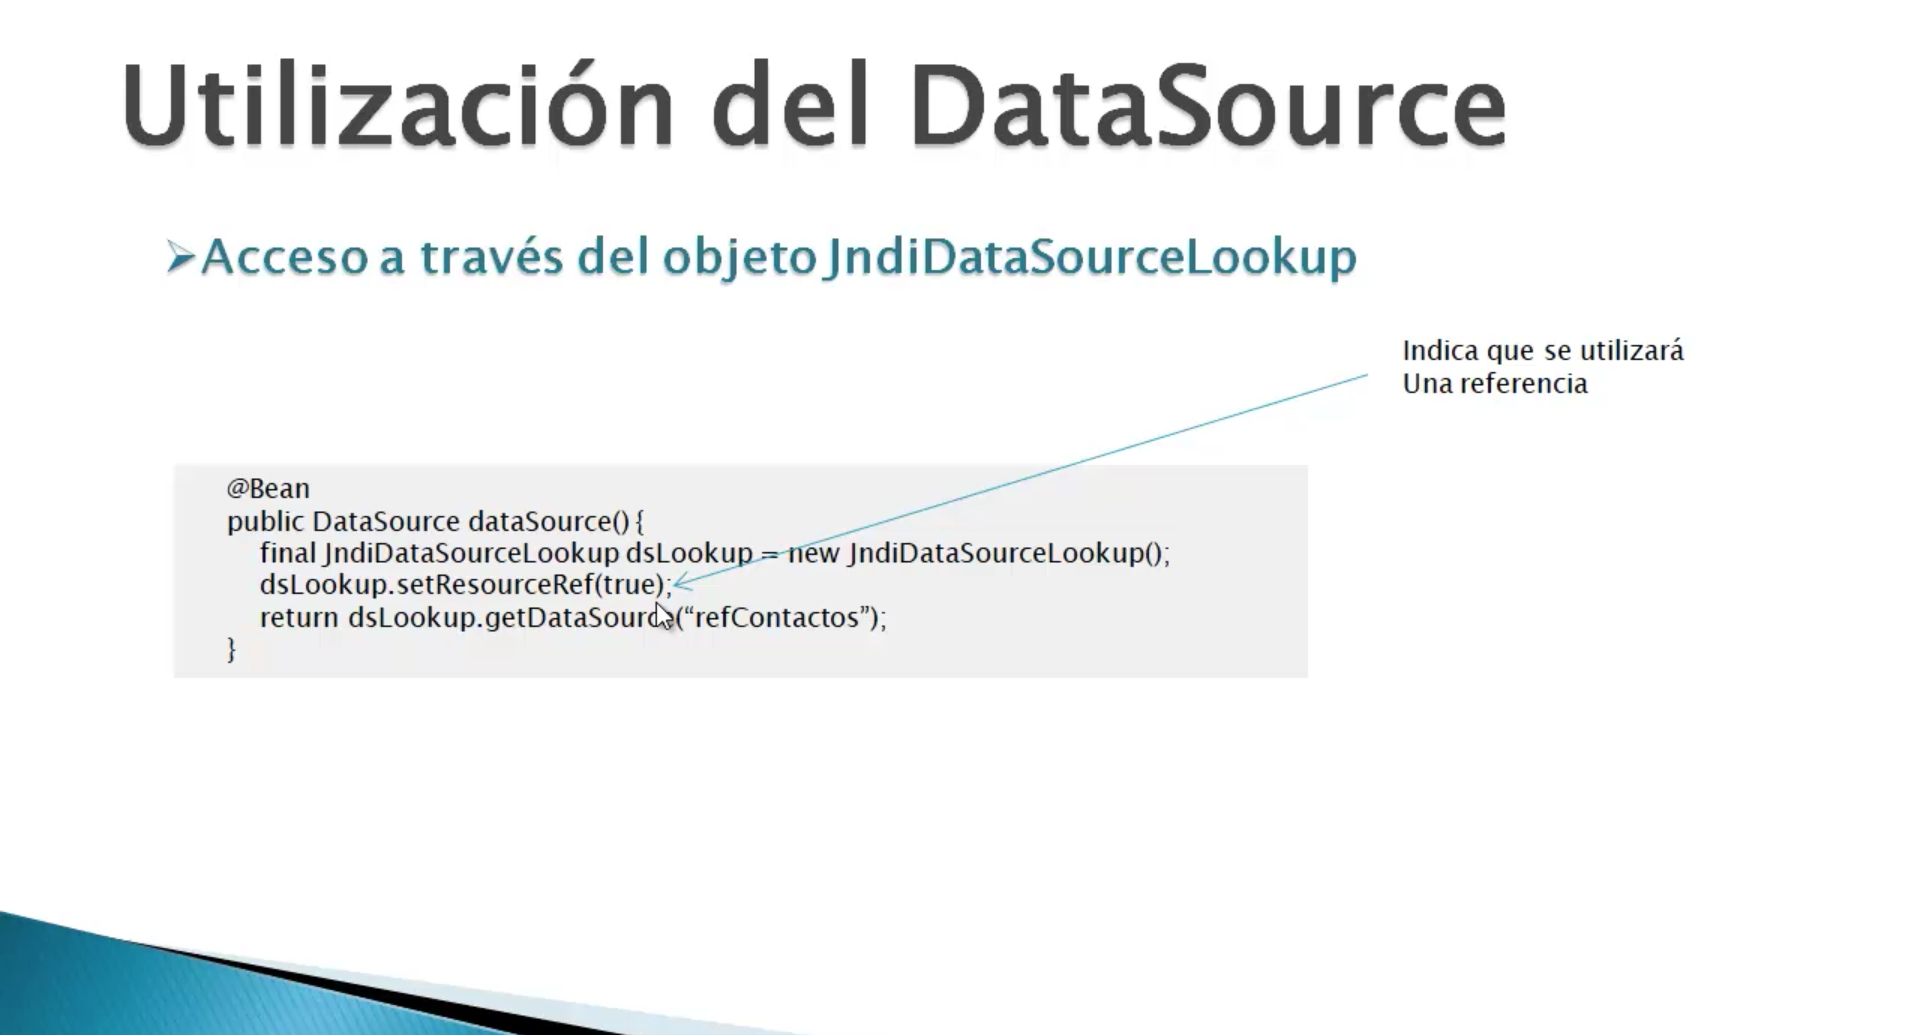 Utilización del DataSource
Acceso a través del objeto JndiDataSourceLookup
Indica que se utilizará
Una referencia
@Bean
public DataSource dataSource() {
final JndiDataSourceLookup dsLookup = new JndiDataSourceLookup();
dsLookup.setResourceRef(true);
return dsLookup.getDataSource(“refContactos”);
}